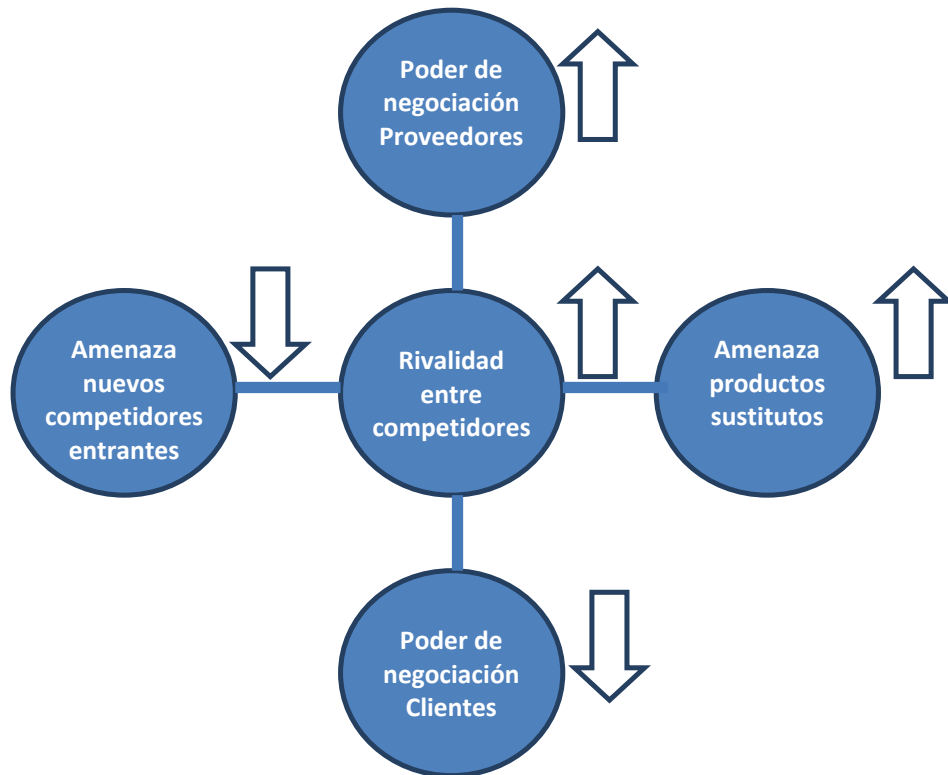 Poder de
negociación
Proveedores
Amenaza
nuevos
competidores
entrantes
Rivalidad
entre
competidores
Amenaza
productos
sustitutos
Poder de
negociación
Clientes